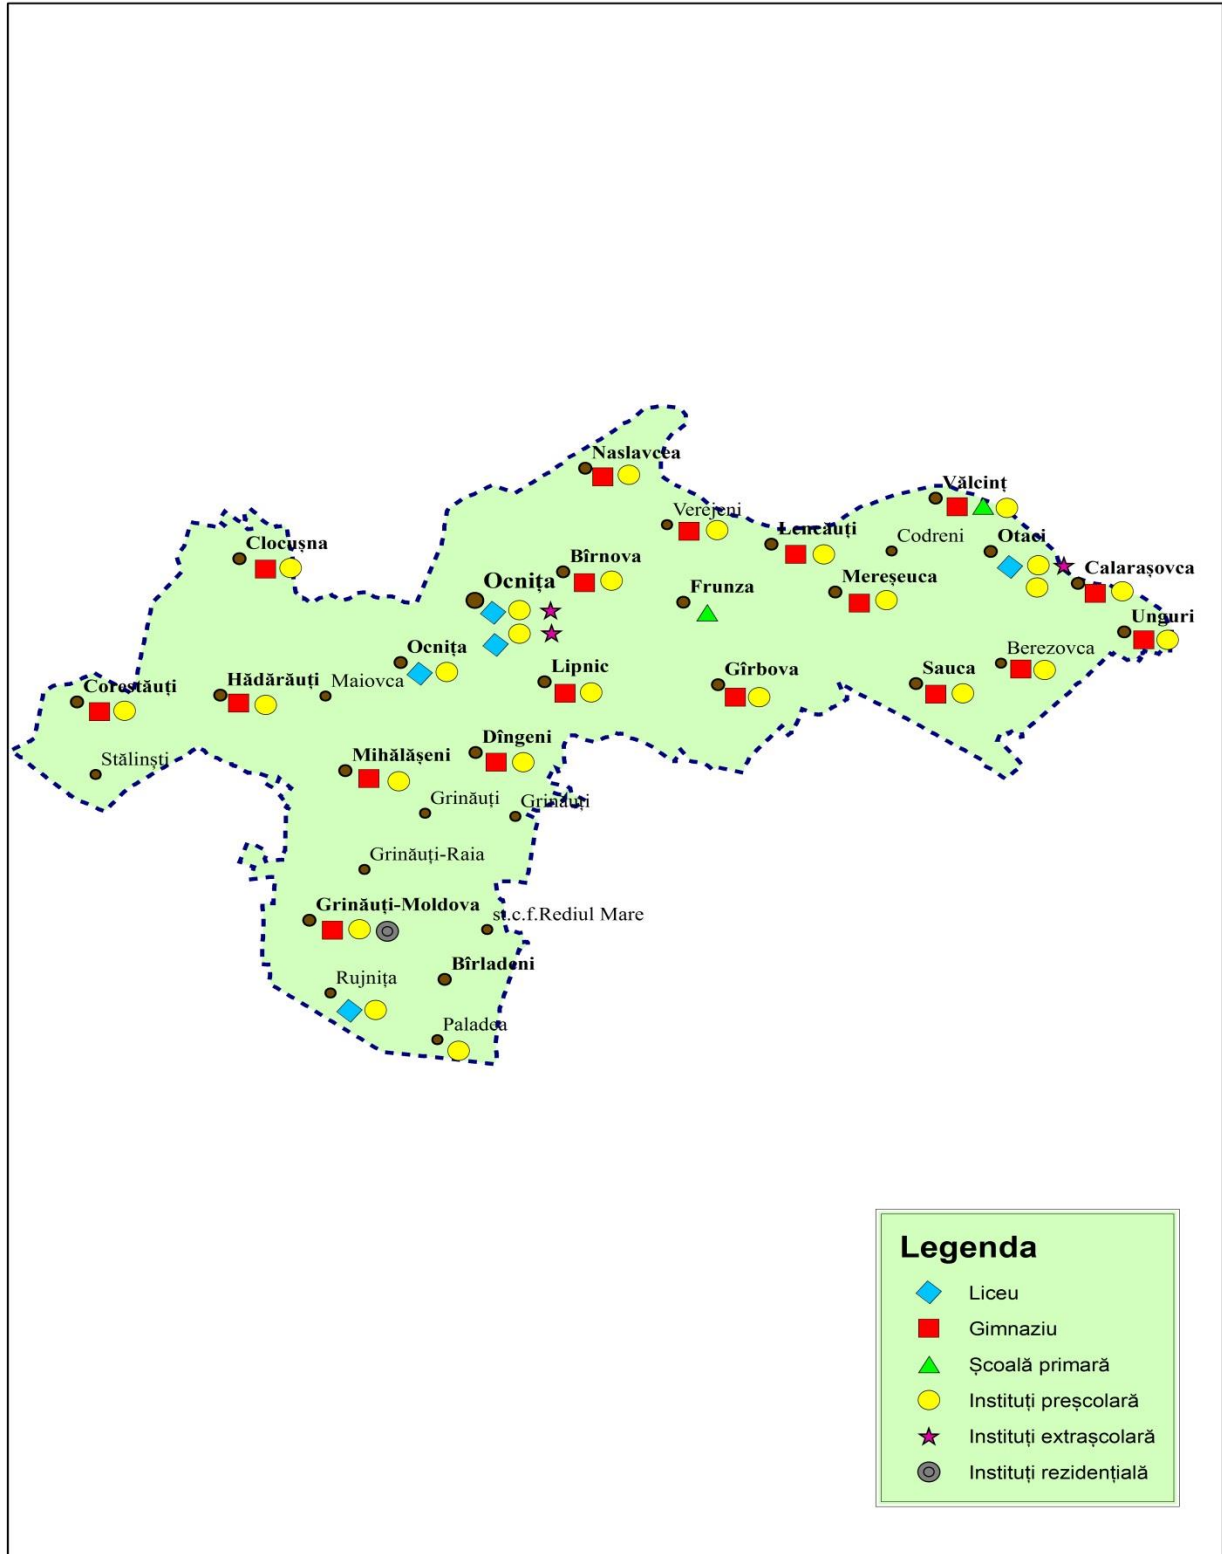 Naslavcea
Vălcinț
Verejeni
Lencăuți
Codreni
Otaci
Clocușna
Bîrnova
Calarașovca
Ocnița
Frunza
Mereșeuca
Unguri
Ocnița
Lipnic
Gîrbova
Sauca
Berezovca
Corestăuți
Hădărăuți
Maiovca
Dîngeni
Stălinști
Mihălășeni
Grinăuți
Grinăuți
Grinăuți-Raia
Grinăuți-Moldova
st.c.f.Rediul Mare
Bîrladeni
Rujnița
Paladea
Legenda
Liceu
Gimnaziu
Școală primară
Instituți preșcolară
Instituți extrașcolară
Instituți rezidențială